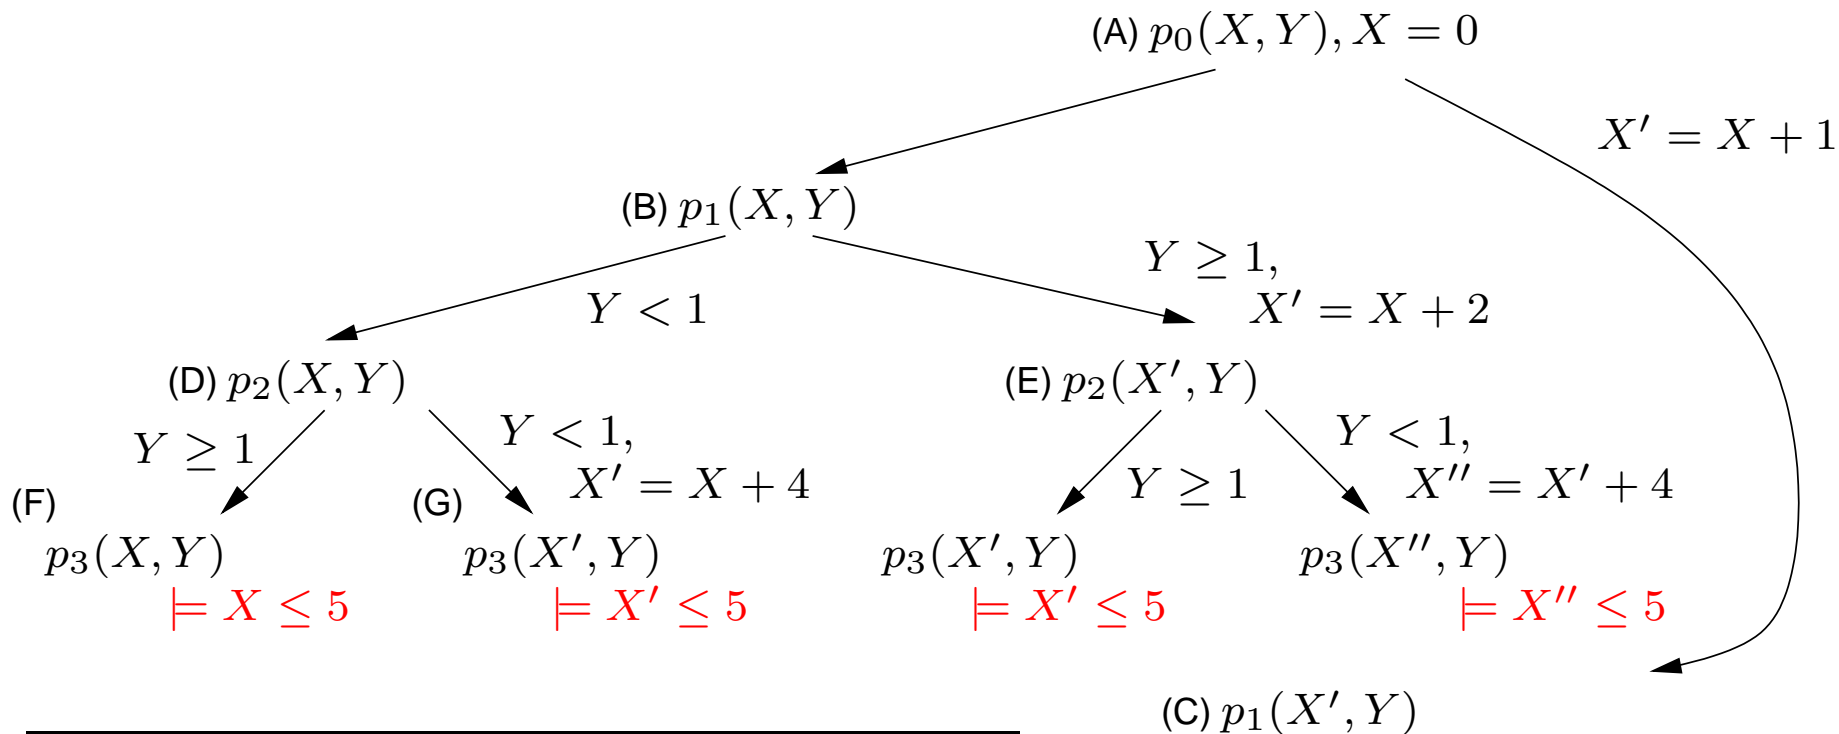 (A) p₀(X, Y), X = 0
X′ = X + 1
(B) p₁(X, Y)
Y < 1
Y ≥ 1,
X′ = X + 2
(D) p₂(X, Y)
(E) p₂(X′, Y)
Y ≥ 1
Y < 1,
X′ = X + 4
Y ≥ 1
Y < 1,
X′′ = X′ + 4
(F)
p₃(X, Y)
⊨ X ≤ 5
(G)
p₃(X′, Y)
⊨ X′ ≤ 5
p₃(X′, Y)
⊨ X′ ≤ 5
p₃(X′′, Y)
⊨ X′′ ≤ 5
(C) p₁(X′, Y)